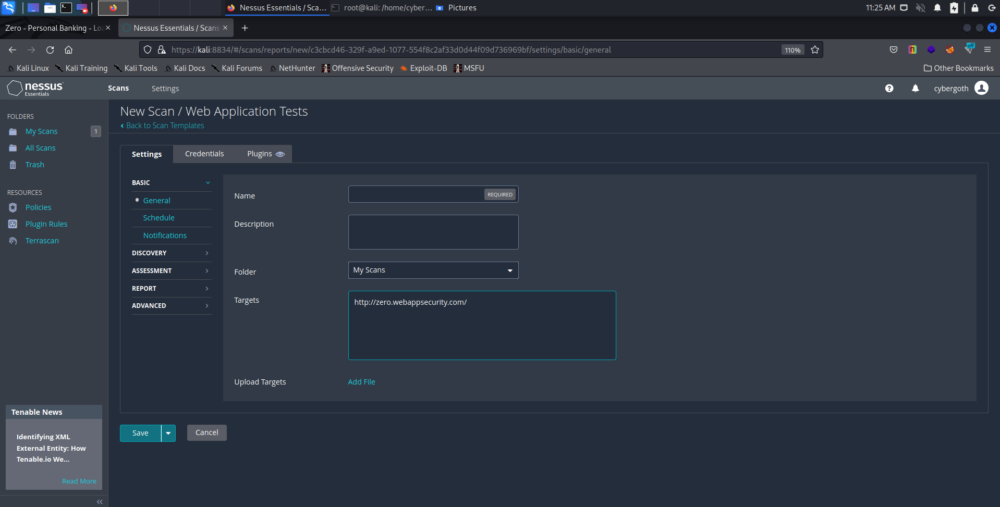 Nessus Essentials / Sca...
root@kali: /home/cyber...
Pictures
11:25 AM
Zero - Personal Banking - Loa
Nessus Essentials / Scans
https://kali:8834/#/scans/reports/new/c3cbcd46-329f-a9ed-1077-554f8c2af33d0d44f09d736969bf/settings/basic/general
110%
off
Kali Linux
Kali Training
Kali Tools
Kali Docs
Kali Forums
NetHunter
Offensive Security
Exploit-DB
MSFU
Other Bookmarks
nessus
Essentials
Scans
Settings
cybergoth
FOLDERS
My Scans
1
All Scans
Trash
RESOURCES
Policies
Plugin Rules
Terrascan
Tenable News
Identifying XML
External Entity: How
Tenable.io We...
Read More
New Scan / Web Application Tests
Back to Scan Templates
Settings
Credentials
Plugins
BASIC
General
Schedule
Notifications
DISCOVERY
ASSESSMENT
REPORT
ADVANCED
Name
REQUIRED
Description
Folder
My Scans
Targets
http://zero.webappsecurity.com/
Upload Targets
Add File
Save
Cancel